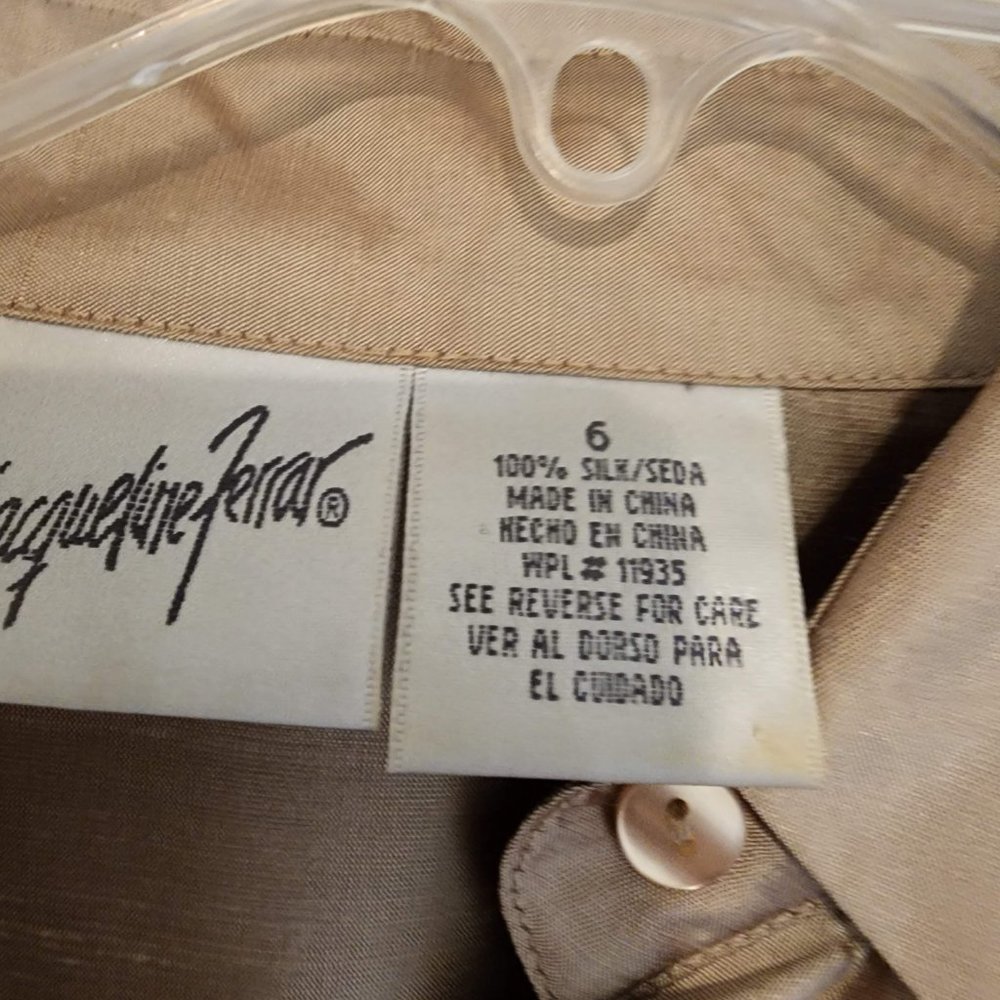 Jacqueline Ferrar®
6
100% SILK/SEDA
MADE IN CHINA
HECHO EN CHINA
WPL # 11935
SEE REVERSE FOR CARE
VER AL DORSO PARA
EL CUIDADO